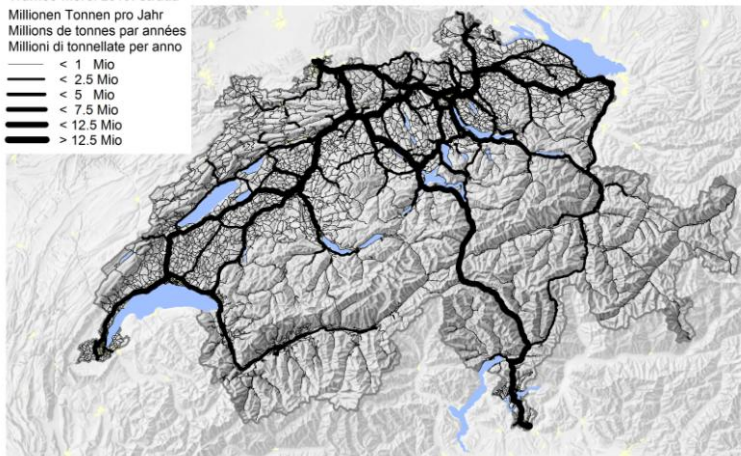 Millionen Tonnen pro Jahr
Millions de tonnes par années
Millioni di tonnellate per anno
< 1 Mio
< 2.5 Mio
< 5 Mio
< 7.5 Mio
< 12.5 Mio
> 12.5 Mio